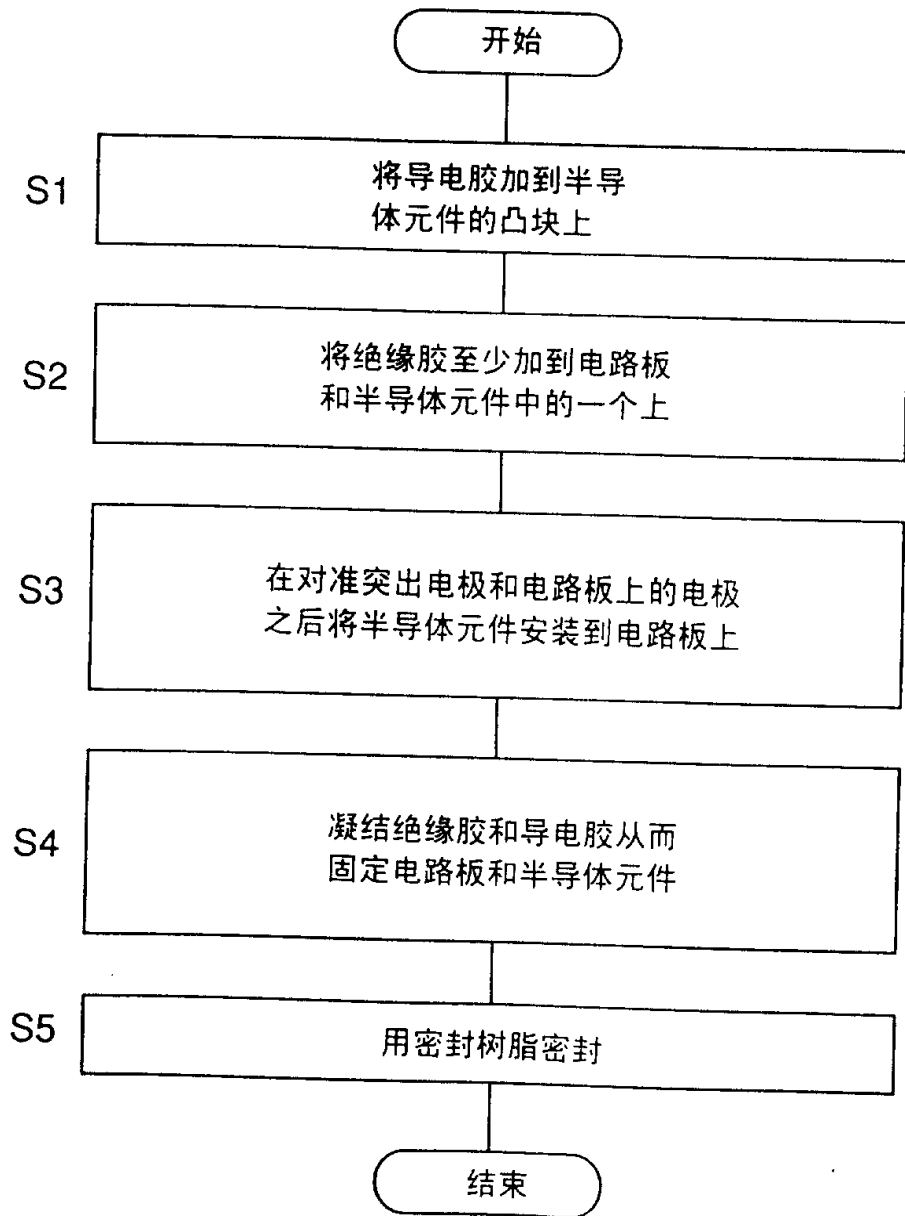 开始
S1
将导电胶加到半导
体元件的凸块上
S2
将绝缘胶至少加到电路板
和半导体元件中的一个上
S3
在对准突出电极和电路板上的电极
之后将半导体元件安装到电路板上
S4
凝结绝缘胶和导电胶从而
固定电路板和半导体元件
S5
用密封树脂密封
结束